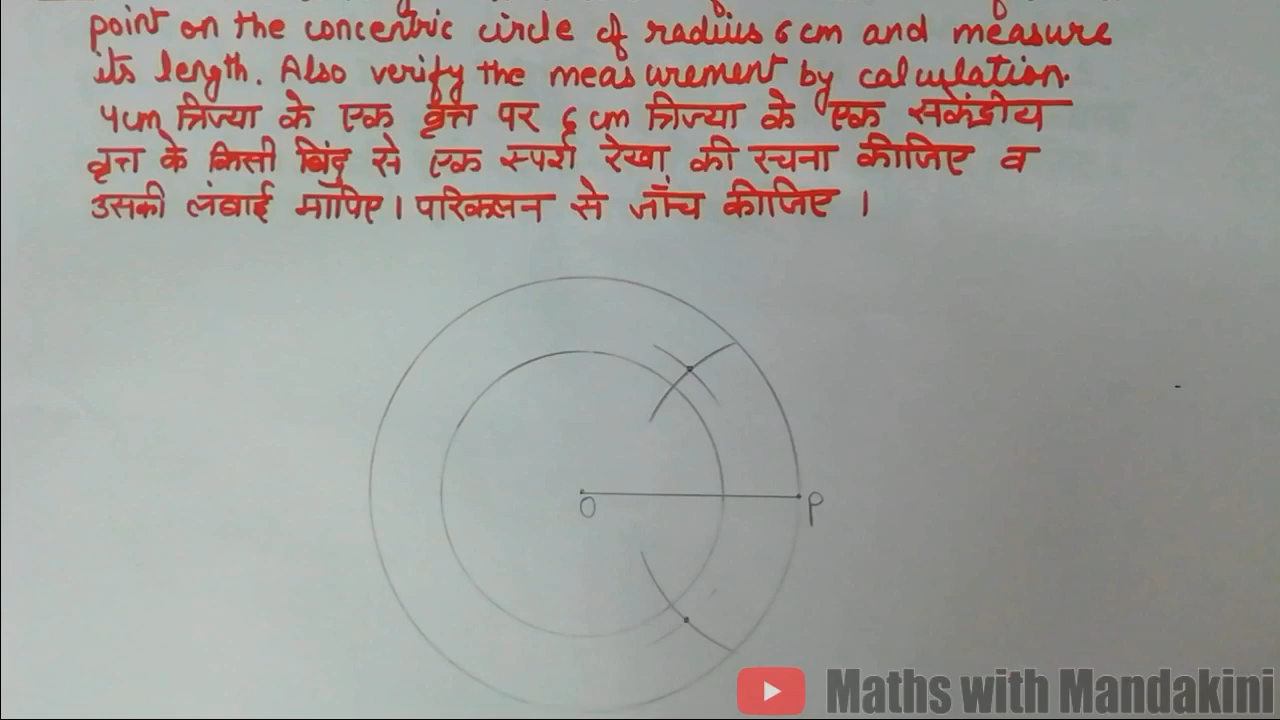 point on the concentric circle of radius 6 cm and measure
its length. Also verify the measurement by calculation.
4cm त्रिज्या के एक वृत्त पर 6 cm त्रिज्या के एक सकेंद्रीय
वृत्त के किसी बिंदु से एक स्पर्श रेखा की रचना कीजिए व
उसकी लंबाई मापिए। परिकलन से जाँच कीजिए।
O
P
Maths with Mandakini